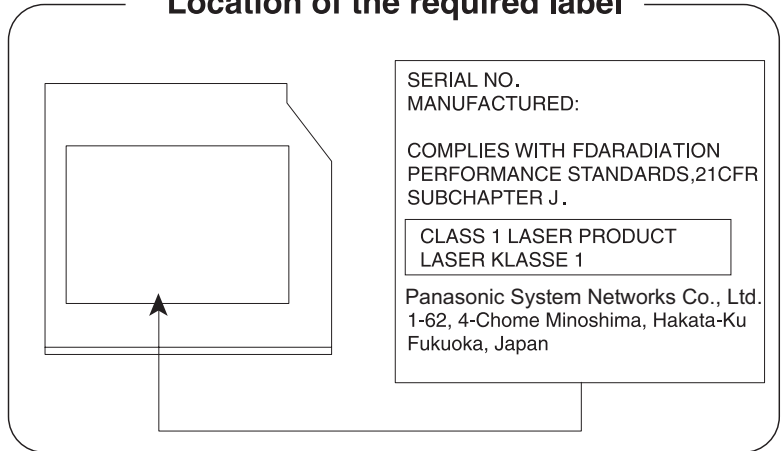 Location of the required label
SERIAL NO.
MANUFACTURED:
COMPLIES WITH FDARADIATION
PERFORMANCE STANDARDS,21CFR
SUBCHAPTER J.
CLASS 1 LASER PRODUCT
LASER KLASSE 1
Panasonic System Networks Co., Ltd.
1-62, 4-Chome Minoshima, Hakata-Ku
Fukuoka, Japan